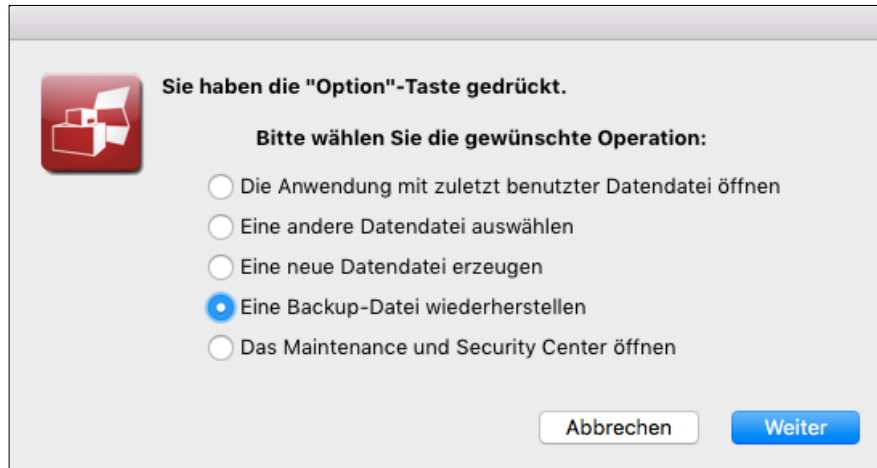 Sie haben die "Option"-Taste gedrückt.
Bitte wählen Sie die gewünschte Operation:
Die Anwendung mit zuletzt benutzter Datendatei öffnen
Eine andere Datendatei auswählen
Eine neue Datendatei erzeugen
Eine Backup-Datei wiederherstellen
Das Maintenance und Security Center öffnen
Abbrechen
Weiter